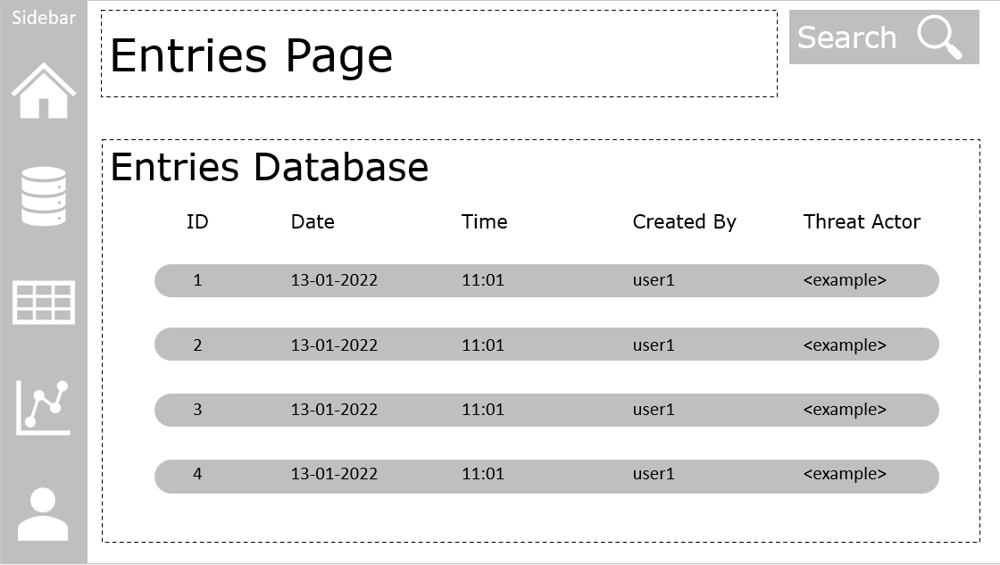 Sidebar
Entries Page
Search
Entries Database
ID Date Time Created By Threat Actor
1 13-01-2022 11:01 user1 <example>
2 13-01-2022 11:01 user1 <example>
3 13-01-2022 11:01 user1 <example>
4 13-01-2022 11:01 user1 <example>